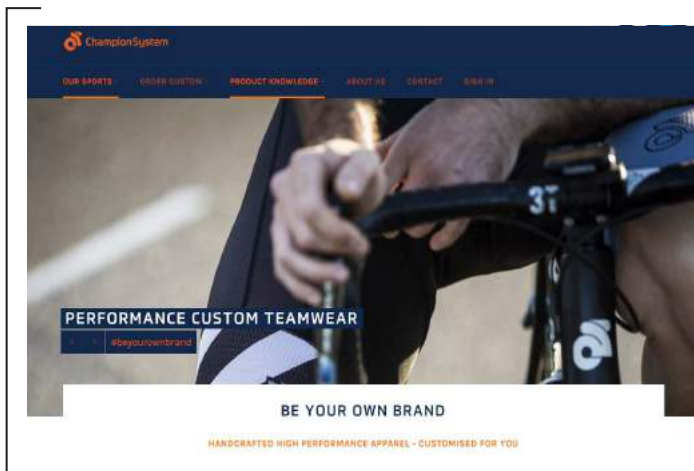 ChampionSystem
OUR SPORTS ORDER CUSTOM PRODUCT KNOWLEDGE ABOUT US CONTACT SIGN IN
3T
PERFORMANCE CUSTOM TEAMWEAR
#beyourownbrand
BE YOUR OWN BRAND
HANDCRAFTED HIGH PERFORMANCE APPAREL - CUSTOMISED FOR YOU